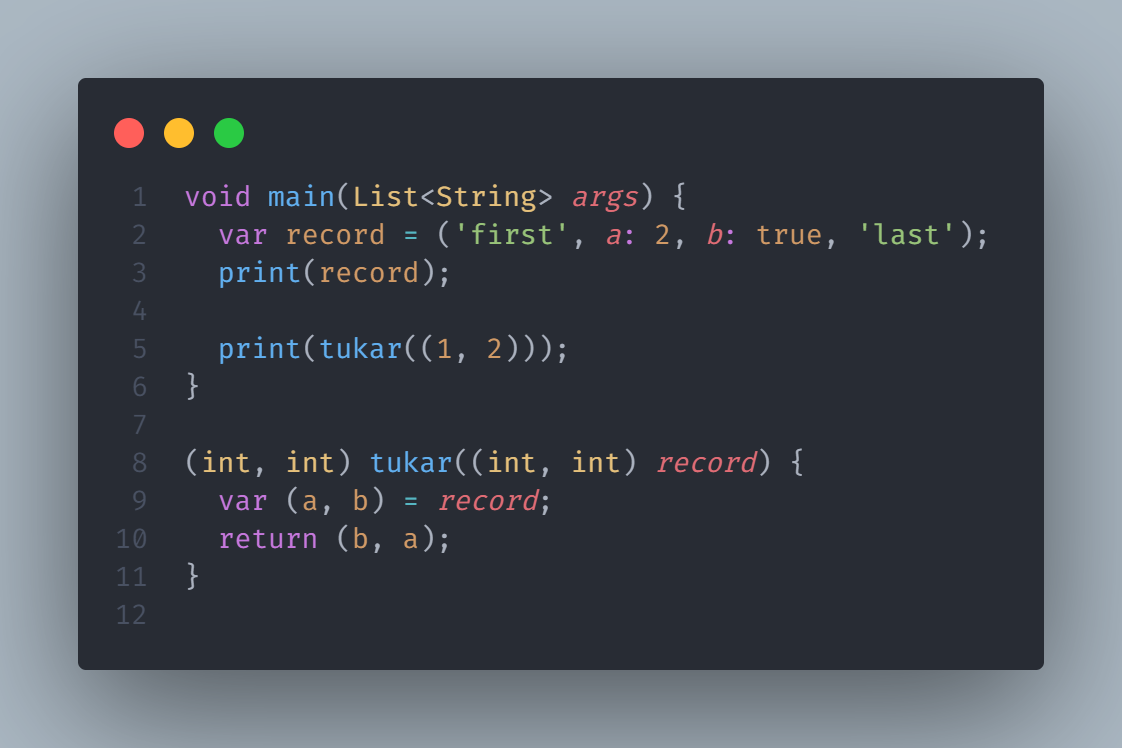 1 void main(List<String> args) {
2   var record = ('first', a: 2, b: true, 'last');
3   print(record);
4
5   print(tukar((1, 2)));
6 }
7
8 (int, int) tukar((int, int) record) {
9   var (a, b) = record;
10   return (b, a);
11 }
12